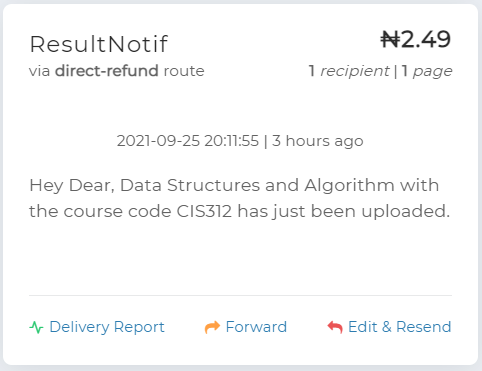 ResultNotif
₦2.49
via direct-refund route
1 recipient | 1 page
2021-09-25 20:11:55 | 3 hours ago
Hey Dear, Data Structures and Algorithm with
the course code CIS312 has just been uploaded.
Delivery Report
Forward
Edit & Resend